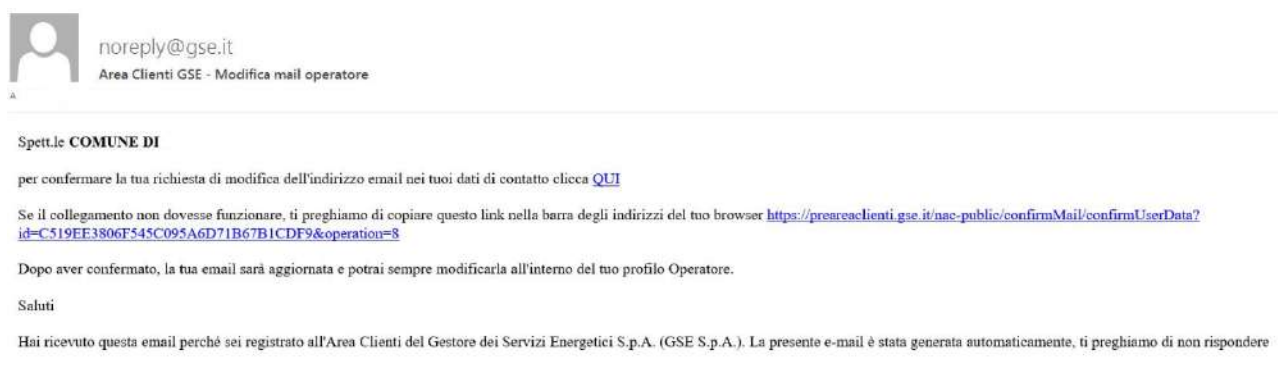 noreply@gse.it
Area Clienti GSE - Modifica mail operatore
A
Spett.le COMUNE DI
per confermare la tua richiesta di modifica dell'indirizzo email nei tuoi dati di contatto clicca QUI
Se il collegamento non dovesse funzionare, ti preghiamo di copiare questo link nella barra degli indirizzi del tuo browser https://preareaclienti.gse.it/nac-public/confirmMail/confirmUserData?
id=C519EE3806F545C095A6D71B67B1CDF9&operation=8
Dopo aver confermato, la tua email sarà aggiornata e potrai sempre modificarla all'interno del tuo profilo Operatore.
Saluti
Hai ricevuto questa email perché sei registrato all'Area Clienti del Gestore dei Servizi Energetici S.p.A. (GSE S.p.A.). La presente e-mail è stata generata automaticamente, ti preghiamo di non rispondere